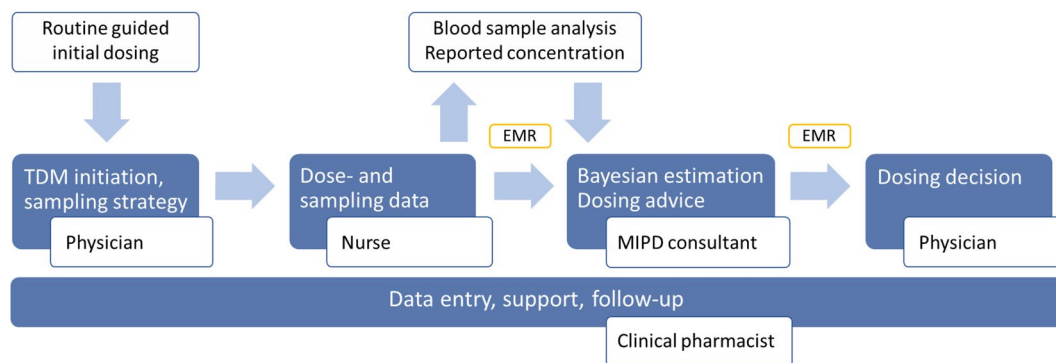 Routine guided
initial dosing
Blood sample analysis
Reported concentration
EMR
EMR
TDM initiation,
sampling strategy
Physician
Dose- and
sampling data
Nurse
Bayesian estimation
Dosing advice
MIPD consultant
Dosing decision
Physician
Data entry, support, follow-up
Clinical pharmacist